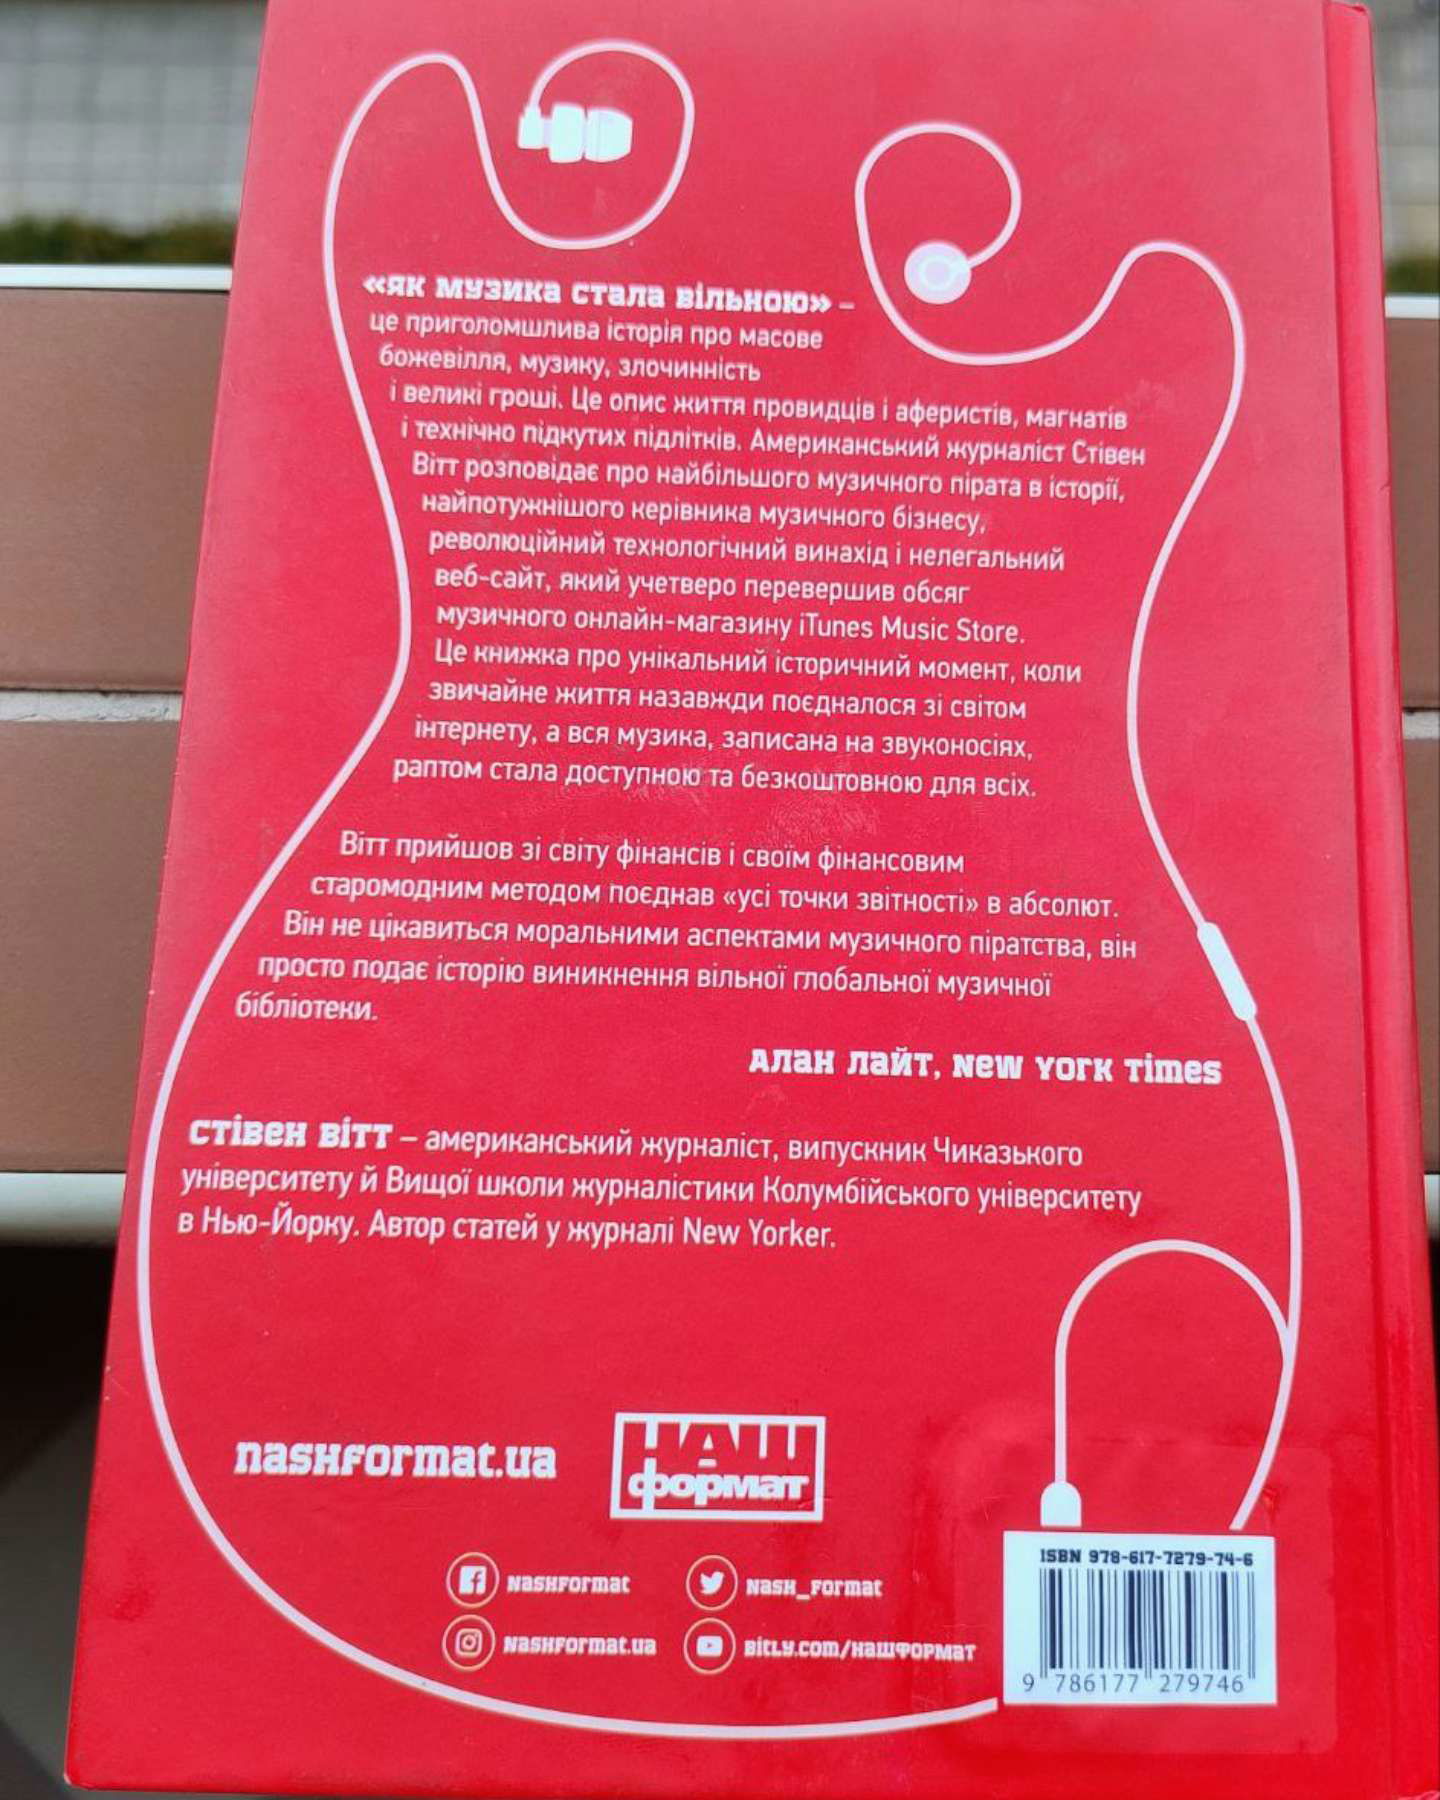 «Як музика стала вільною» –
це приголомшлива історія про масове
божевілля, музику, злочинність
і великі гроші. Це опис життя провидців і аферистів, магнатів
і технічно підкутих підлітків. Американський журналіст Стівен
Вітт розповідає про найбільшого музичного пірата в історії,
найпотужнішого керівника музичного бізнесу,
революційний технологічний винахід і нелегальний
веб-сайт, який учетверо перевершив обсяг
музичного онлайн-магазину iTunes Music Store.
Це книжка про унікальний історичний момент, коли
звичайне життя назавжди поєдналося зі світом
інтернету, а вся музика, записана на звуконосіях,
раптом стала доступною та безкоштовною для всіх.
Вітт прийшов зі світу фінансів і своїм фінансовим
старомодним методом поєднав «усі точки звітності» в абсолют.
Він не цікавиться моральними аспектами музичного піратства, він
просто подає історію виникнення вільної глобальної музичної
бібліотеки.
Алан Лайт, New York Times
Стівен Вітт – американський журналіст, випускник Чиказького
університету й Вищої школи журналістики Колумбійського університету
в Нью-Йорку. Автор статей у журналі New Yorker.
nashformat.ua
НАШ
формат
nashformat
nash_format
nashformat.ua
bitly.com/нашформат
ISBN 978-617-7279-74-6
9 786177 279746